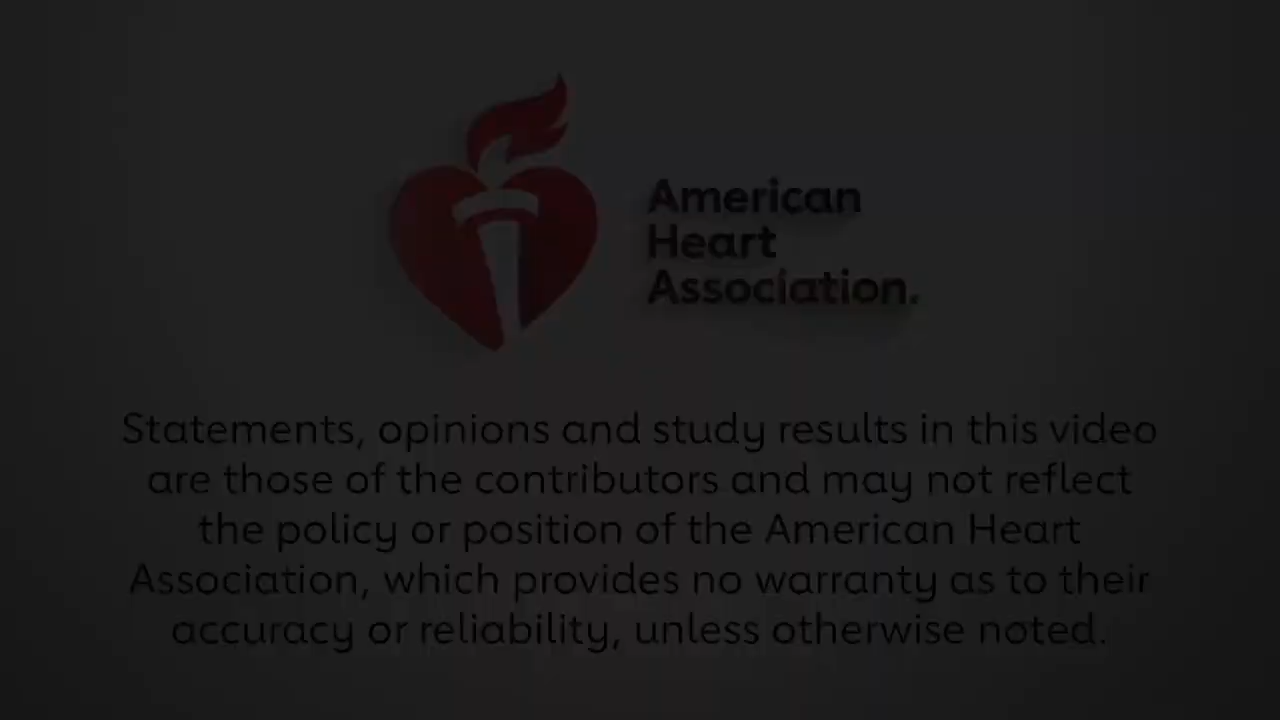 American
Heart
Association.
Statements, opinions and study results in this video
are those of the contributors and may not reflect
the policy or position of the American Heart
Association, which provides no warranty as to their
accuracy or reliability, unless otherwise noted.